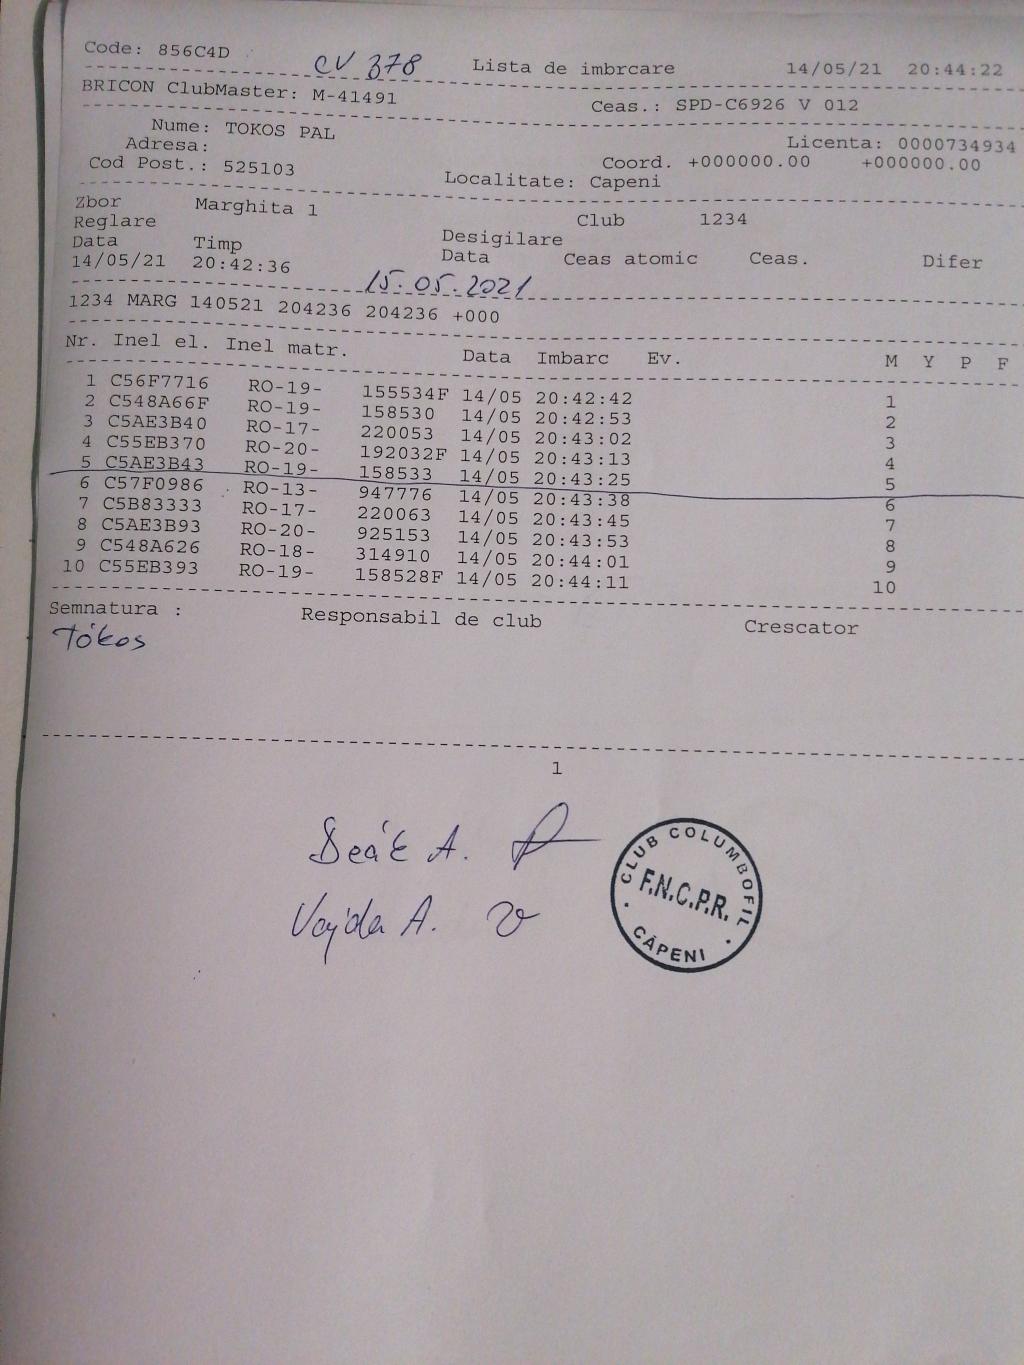 Code: 856C4D CV 378 Lista de imbrcare 14/05/21 20:44:22
BRICON ClubMaster: M-41491 Ceas.: SPD-C6926 V 012
Nume: TOKOS PAL Licenta: 0000734934
Adresa: Coord. +000000.00 +000000.00
Cod Post.: 525103 Localitate: Capeni
Zbor Marghita 1 Club 1234
Reglare Desigilare
Data Timp Data Ceas atomic Ceas. Difer
14/05/21 20:42:36
15.05.2021
1234 MARG 140521 204236 204236 +000
Nr. Inel el. Inel matr. Data Imbarc Ev. M Y P F
1 C56F7716 RO-19- 155534F 14/05 20:42:42 1
2 C548A66F RO-19- 158530 14/05 20:42:53 2
3 C5AE3B40 RO-17- 220053 14/05 20:43:02 3
4 C55EB370 RO-20- 192032F 14/05 20:43:13 4
5 C5AE3B43 RO-19- 158533 14/05 20:43:25 5
6 C57F0986 RO-13- 947776 14/05 20:43:38 6
7 C5B83333 RO-17- 220063 14/05 20:43:45 7
8 C5AE3B93 RO-20- 925153 14/05 20:43:53 8
9 C548A626 RO-18- 314910 14/05 20:44:01 9
10 C55EB393 RO-19- 158528F 14/05 20:44:11 10
Semnatura : Responsabil de club Crescator
Tókos
1
Deák A.
Vajda A.
CLUB COLUMBOFIL
F.N.C.P.R.
CĂPENI